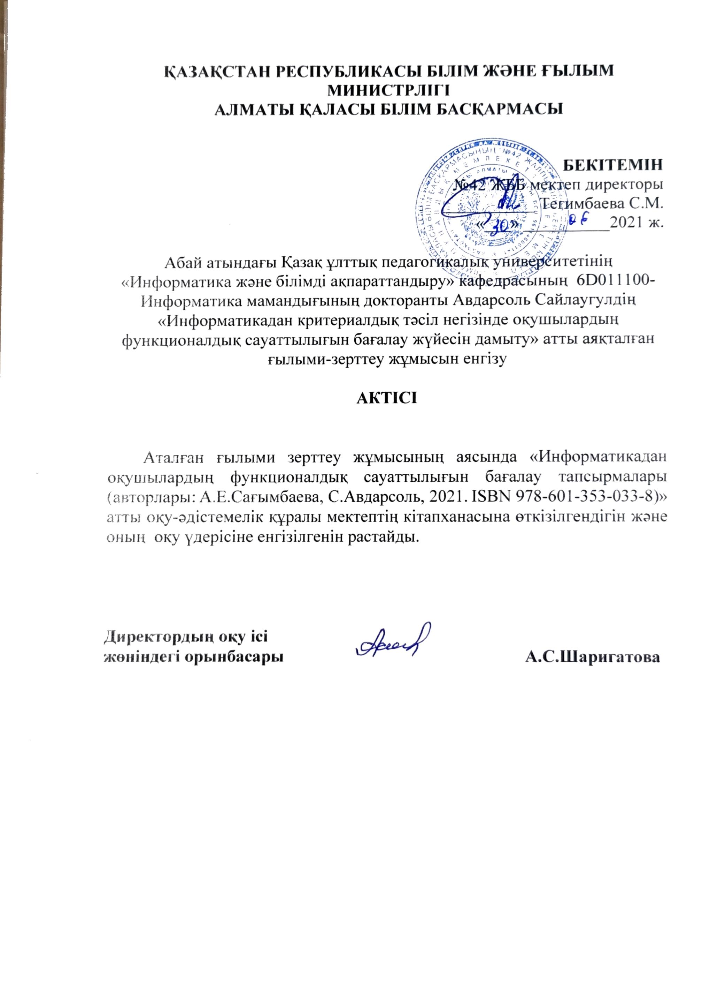 ҚАЗАҚСТАН РЕСПУБЛИКАСЫ БІЛІМ ЖӘНЕ ҒЫЛЫМ
МИНИСТРЛІГІ
АЛМАТЫ ҚАЛАСЫ БІЛІМ БАСҚАРМАСЫ
БЕКІТЕМІН
№42 ЖББ мектеп директоры
Тегимбаева С.М.
«30» 06 2021 ж.
Абай атындағы Қазақ ұлттық педагогикалық университетінің
«Информатика және білімді ақпараттандыру» кафедрасының 6D011100-
Информатика мамандығының докторанты Авдарсоль Сайлаугулдің
«Информатикадан критериалдық тәсіл негізінде оқушылардың
функционалдық сауаттылығын бағалау жүйесін дамыту» атты аяқталған
ғылыми-зерттеу жұмысын енгізу
АКТІСІ
Аталған ғылыми зерттеу жұмысының аясында «Информатикадан
оқушылардың функционалдық сауаттылығын бағалау тапсырмалары
(авторлары: А.Е.Сағымбаева, С.Авдарсоль, 2021. ISBN 978-601-353-033-8)»
атты оқу-әдістемелік құралы мектептің кітапханасына өткізілгендігін және
оның оқу үдерісіне енгізілгенін растайды.
Директордың оқу ісі
жөніндегі орынбасары
А.С.Шаригатова